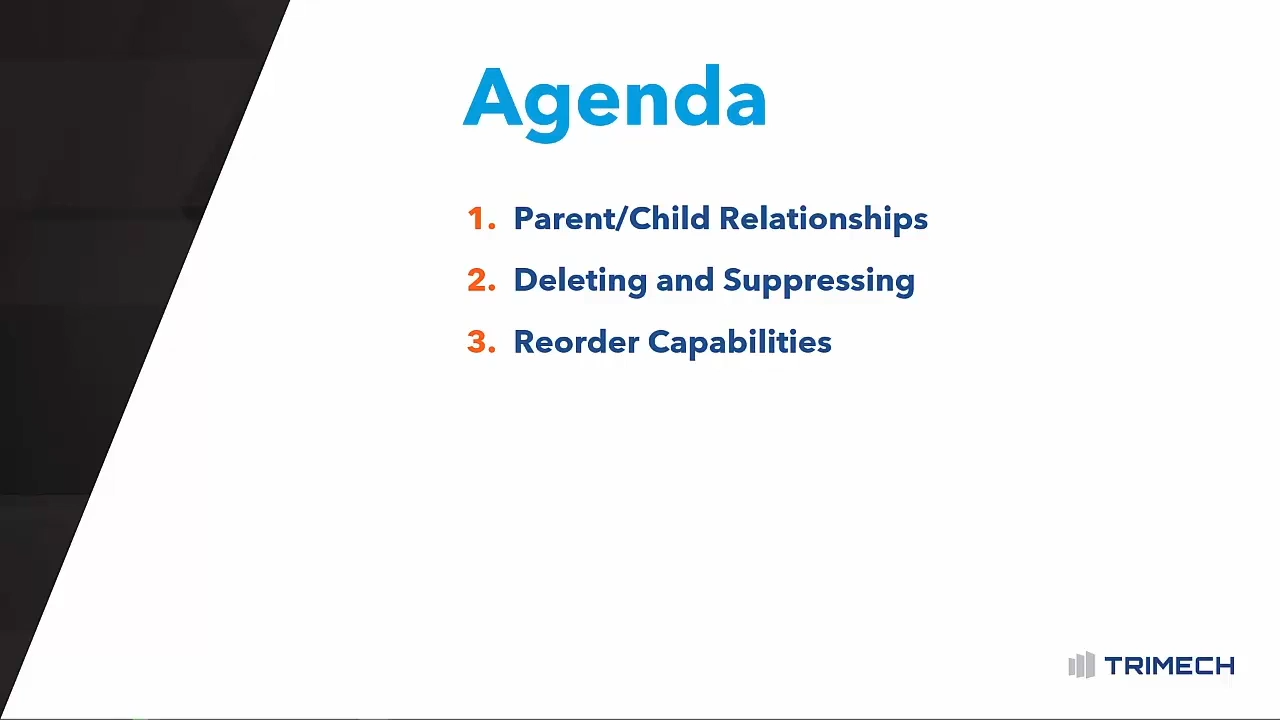 Agenda
1. Parent/Child Relationships
2. Deleting and Suppressing
3. Reorder Capabilities
TRIMECH